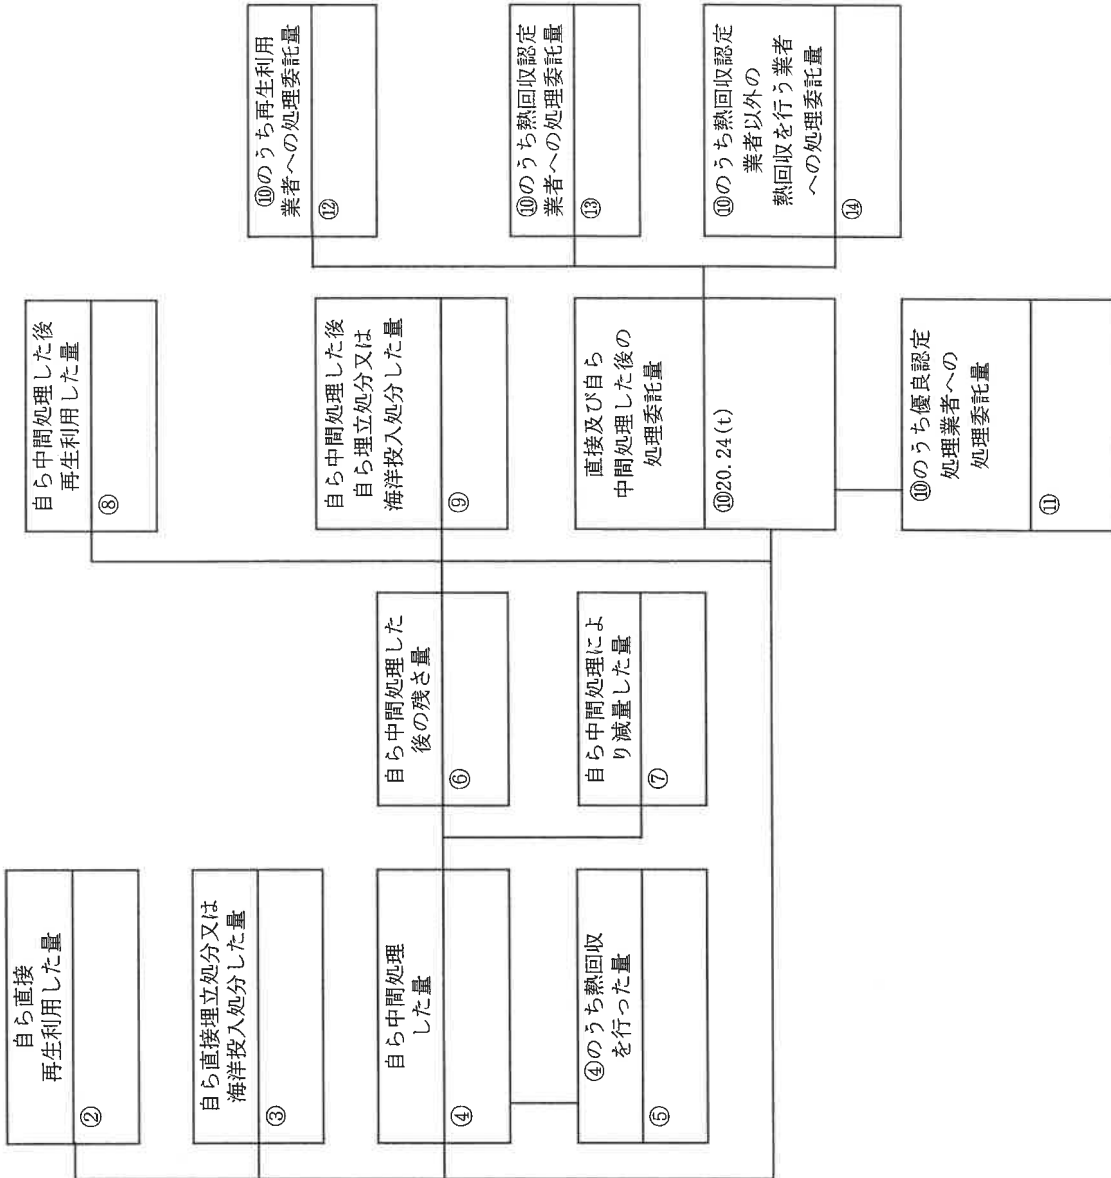 自ら直接
再生利用した量
②
自ら直接埋立処分又は
海洋投入処分した量
③
自ら中間処理
した量
④
④のうち熱回収
を行った量
⑤
自ら中間処理した
後の残さ量
⑥
自ら中間処理によ
り減量した量
⑦
自ら中間処理した後
再生利用した量
⑧
自ら中間処理した後
自ら埋立処分又は
海洋投入処分した量
⑨
直接及び自ら
中間処理した後の
処理委託量
⑩20.24(t)
⑩のうち優良認定
処理業者への
処理委託量
⑪
⑩のうち再生利用
業者への処理委託量
⑫
⑩のうち熱回収認定
業者への処理委託量
⑬
⑩のうち熱回収認定
業者以外の
熱回収を行う業者
への処理委託量
⑭